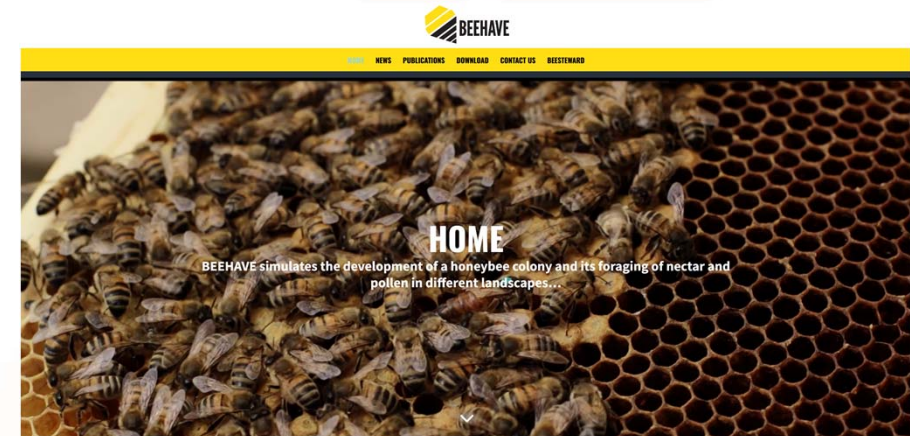 BEEHAVE
HOME NEWS PUBLICATIONS DOWNLOAD CONTACT US BEESTEWARD
HOME
BEEHAVE simulates the development of a honeybee colony and its foraging of nectar and
pollen in different landscapes...